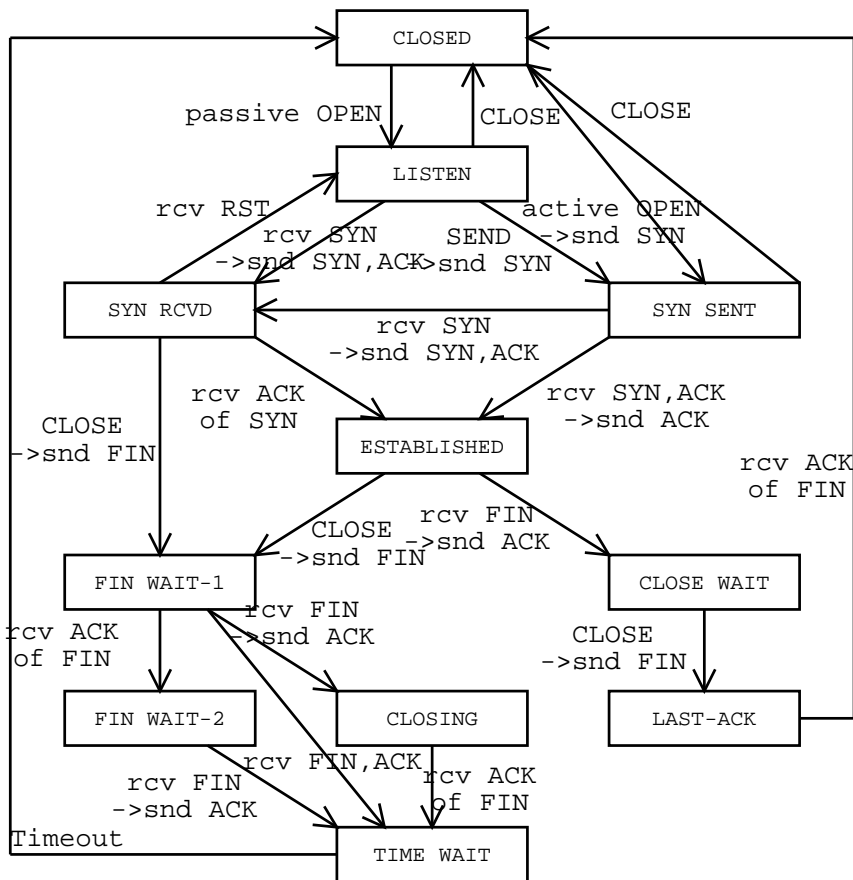 CLOSED
passive OPEN
CLOSE
CLOSE
LISTEN
rcv RST
active OPEN
->snd SYN
rcv SYN
->snd SYN,ACK
SEND
->snd SYN
SYN RCVD
SYN SENT
rcv SYN
->snd SYN,ACK
rcv ACK
of SYN
rcv SYN,ACK
->snd ACK
CLOSE
->snd FIN
ESTABLISHED
rcv ACK
of FIN
CLOSE
->snd FIN
rcv FIN
->snd ACK
FIN WAIT-1
CLOSE WAIT
rcv ACK
of FIN
rcv FIN
->snd ACK
CLOSE
->snd FIN
FIN WAIT-2
CLOSING
LAST-ACK
rcv FIN
->snd ACK
rcv FIN,ACK
rcv ACK
of FIN
Timeout
TIME WAIT